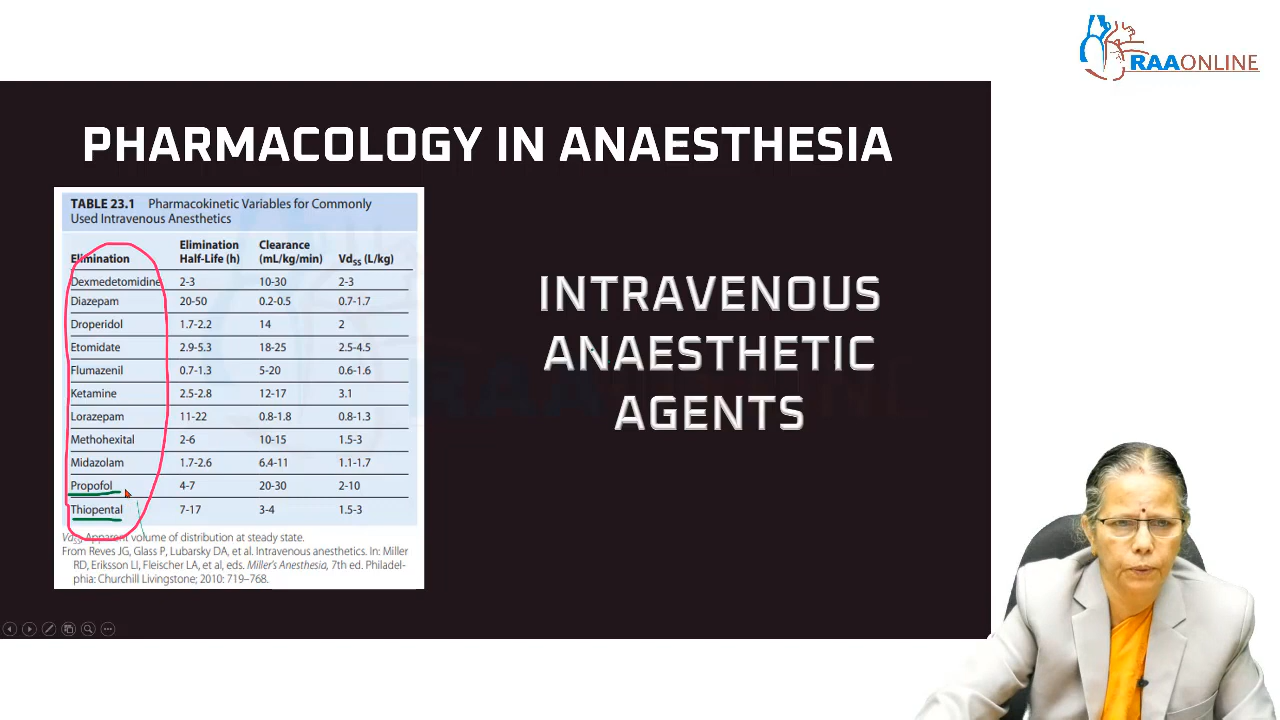 RAAONLINE
PHARMACOLOGY IN ANAESTHESIA
TABLE 23.1 Pharmacokinetic Variables for Commonly
Used Intravenous Anesthetics
Elimination Elimination Half-Life (h) Clearance (mL/kg/min) Vdss (L/kg)
Dexmedetomidine 2-3 10-30 2-3
Diazepam 20-50 0.2-0.5 0.7-1.7
Droperidol 1.7-2.2 14 2
Etomidate 2.9-5.3 18-25 2.5-4.5
Flumazenil 0.7-1.3 5-20 0.6-1.6
Ketamine 2.5-2.8 12-17 3.1
Lorazepam 11-22 0.8-1.8 0.8-1.3
Methohexital 2-6 10-15 1.5-3
Midazolam 1.7-2.6 6.4-11 1.1-1.7
Propofol 4-7 20-30 2-10
Thiopental 7-17 3-4 1.5-3
Vdss, Apparent volume of distribution at steady state.
From Reves JG, Glass P, Lubarsky DA, et al. Intravenous anesthetics. In: Miller
RD, Eriksson LI, Fleischer LA, et al, eds. Miller's Anesthesia, 7th ed. Philadel-
phia: Churchill Livingstone; 2010: 719–768.
INTRAVENOUS
ANAESTHETIC
AGENTS